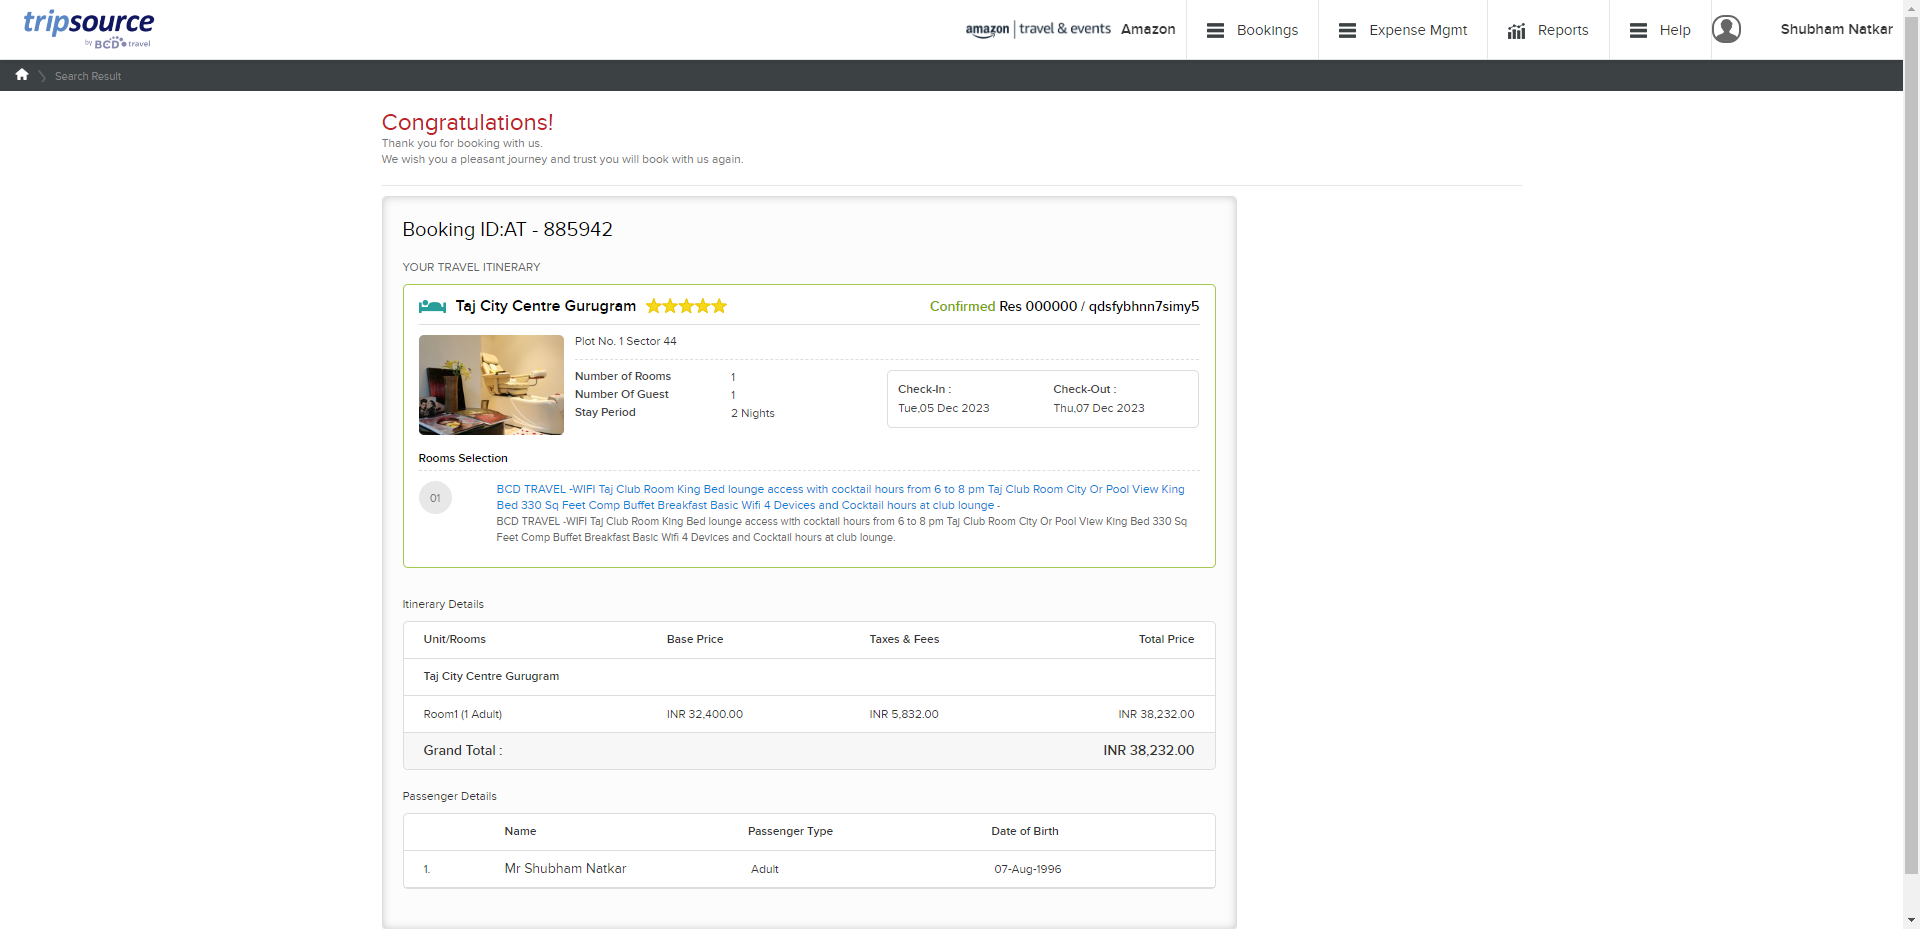 tripsource
by BCD travel
amazon | travel & events Amazon
Bookings
Expense Mgmt
Reports
Help
Shubham Natkar
Search Result
Congratulations!
Thank you for booking with us.
We wish you a pleasant journey and trust you will book with us again.
Booking ID:AT - 885942
YOUR TRAVEL ITINERARY
Taj City Centre Gurugram
Confirmed Res 000000 / qdsfybhnn7simy5
Plot No. 1 Sector 44
Number of Rooms 1
Number Of Guest 1
Stay Period 2 Nights
Check-In : Check-Out :
Tue,05 Dec 2023 Thu,07 Dec 2023
Rooms Selection
01
BCD TRAVEL -WIFI Taj Club Room King Bed lounge access with cocktail hours from 6 to 8 pm Taj Club Room City Or Pool View King
Bed 330 Sq Feet Comp Buffet Breakfast Basic Wifi 4 Devices and Cocktail hours at club lounge -
BCD TRAVEL -WIFI Taj Club Room King Bed lounge access with cocktail hours from 6 to 8 pm Taj Club Room City Or Pool View King Bed 330 Sq
Feet Comp Buffet Breakfast Basic Wifi 4 Devices and Cocktail hours at club lounge.
Itinerary Details
Unit/Rooms Base Price Taxes & Fees Total Price
Taj City Centre Gurugram
Room1 (1 Adult) INR 32,400.00 INR 5,832.00 INR 38,232.00
Grand Total : INR 38,232.00
Passenger Details
Name Passenger Type Date of Birth
1. Mr Shubham Natkar Adult 07-Aug-1996